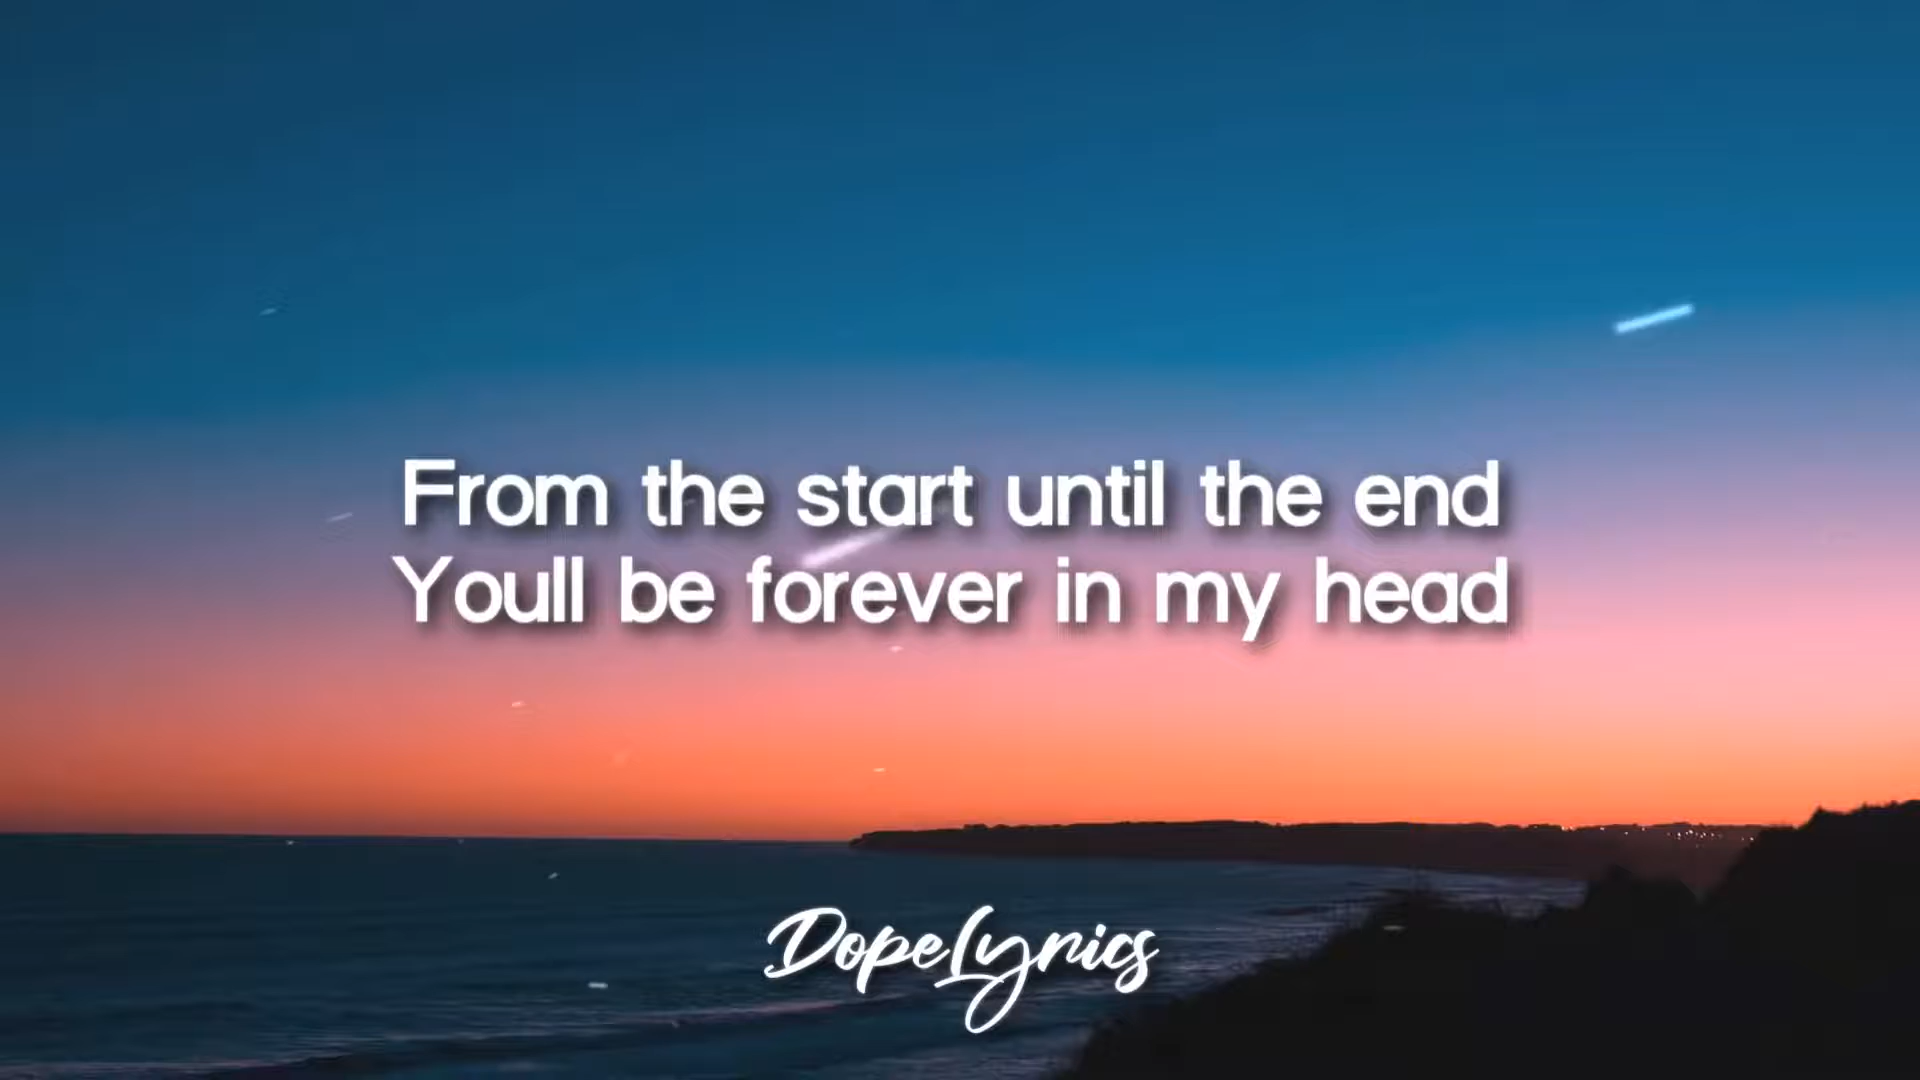 From the start until the end
Youll be forever in my head
DopeLyrics